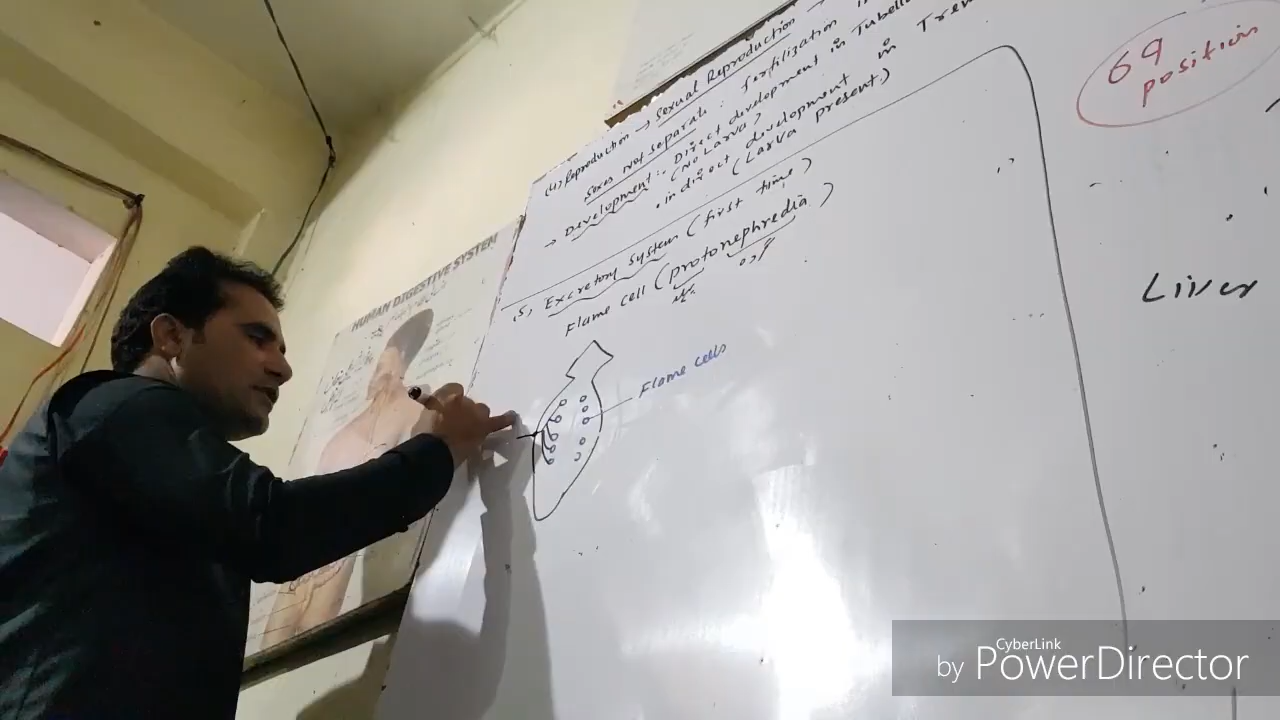 (4) Reproduction → Sexual Reproduction →
Sexes not separate : fertilization in
→ Development :- Direct development in Tubella
(No Larva)
. indirect development in Trem
(Larva present)
(5) Excretory System (first time)
Flame cell (protonephredia)
Flame cells
69
position
Liver
HUMAN DIGESTIVE SYSTEM
CyberLink
by PowerDirector